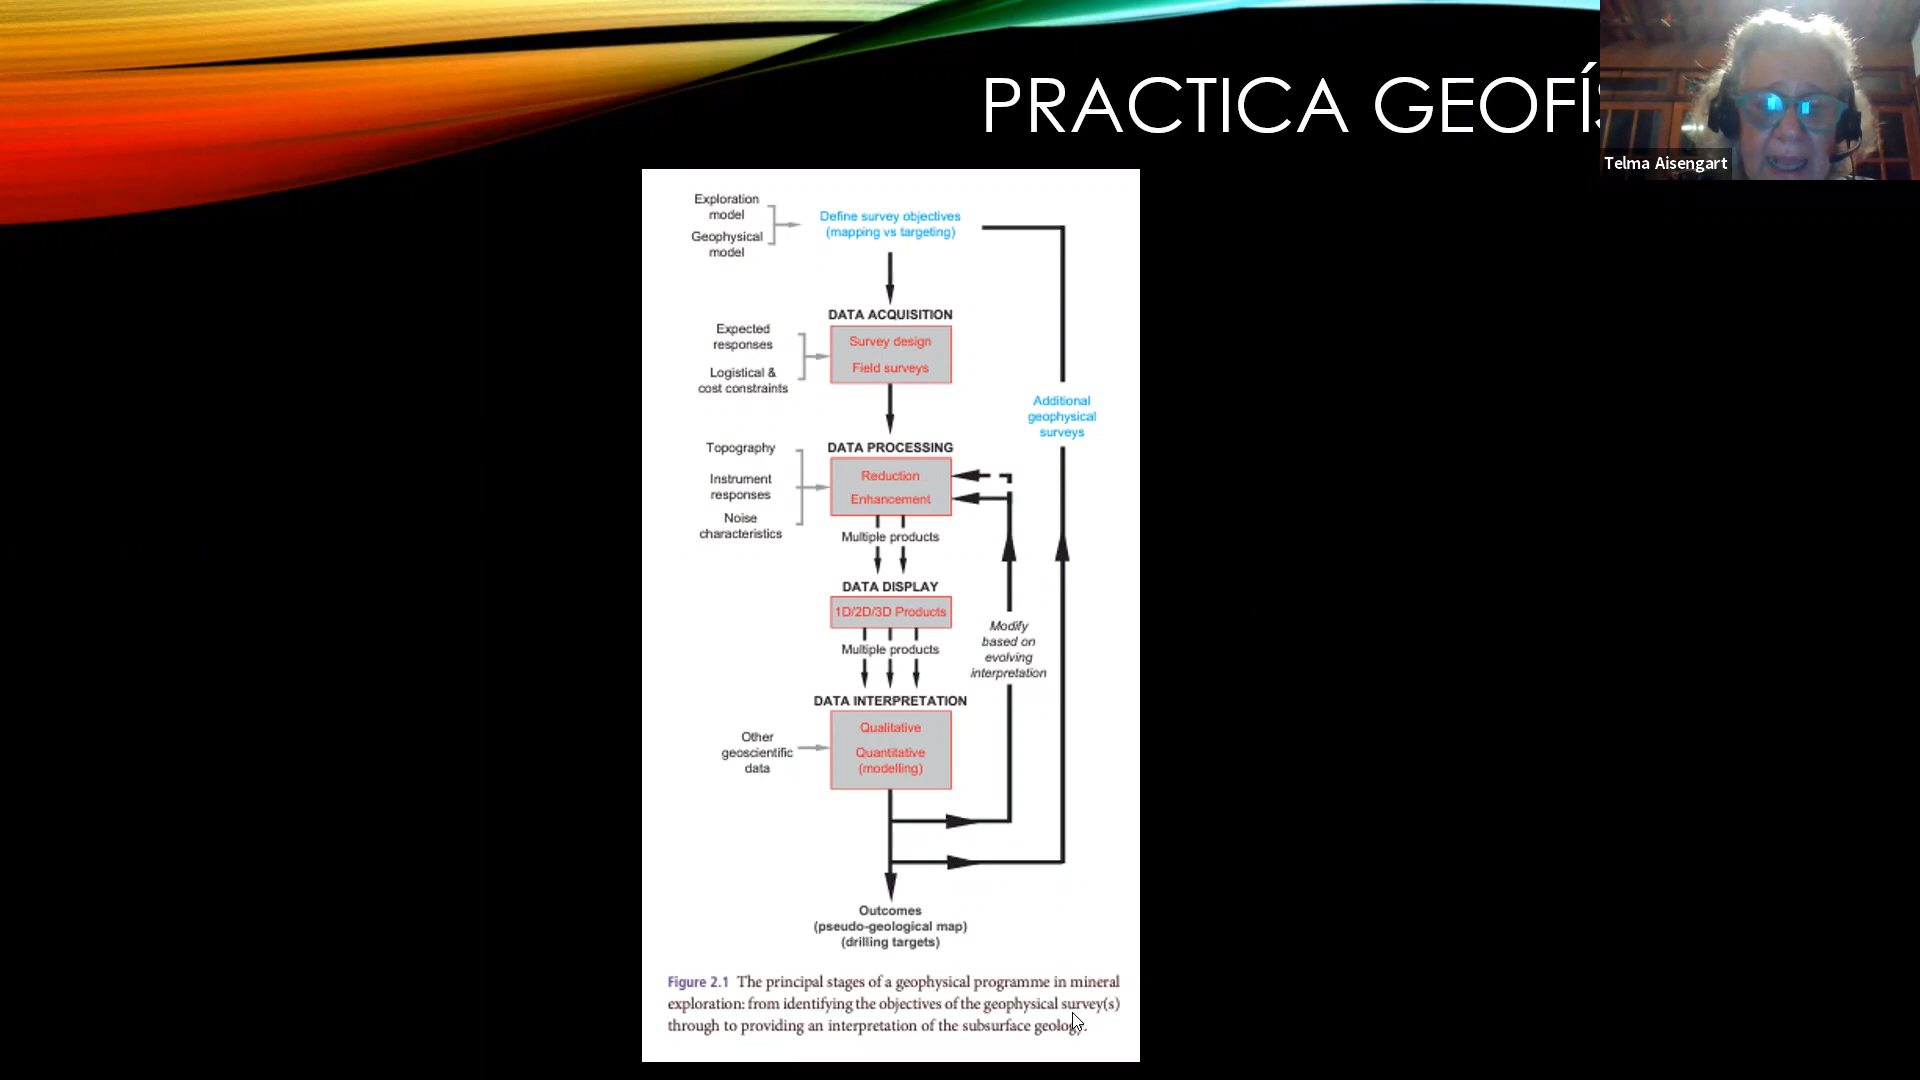 PRACTICA GEOFÍ
Telma Aisengart
Exploration
model
Geophysical
model
Define survey objectives
(mapping vs targeting)
DATA ACQUISITION
Expected
responses
Logistical &
cost constraints
Survey design
Field surveys
Additional
geophysical
surveys
DATA PROCESSING
Topography
Instrument
responses
Noise
characteristics
Reduction
Enhancement
Multiple products
DATA DISPLAY
1D/2D/3D Products
Multiple products
Modify
based on
evolving
interpretation
DATA INTERPRETATION
Other
geoscientific
data
Qualitative
Quantitative
(modelling)
Outcomes
(pseudo-geological map)
(drilling targets)
Figure 2.1 The principal stages of a geophysical programme in mineral
exploration: from identifying the objectives of the geophysical survey(s)
through to providing an interpretation of the subsurface geology.